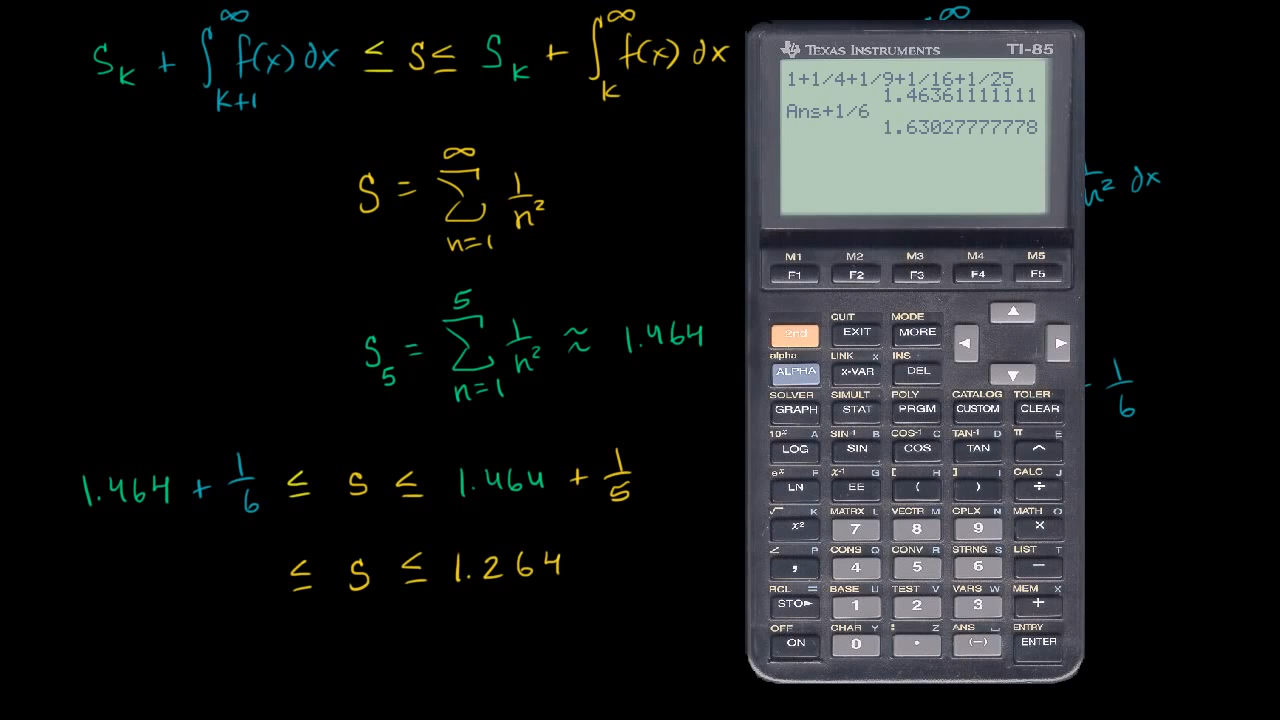 S_k + ∫_{k+1}^{∞} f(x) dx ≤ S ≤ S_k + ∫_{k}^{∞} f(x) dx
∞
S = ∑_{n=1}^{∞} 1/n²
n² dx
S_5 = ∑_{n=1}^{5} 1/n² ≈ 1.464
1/6
1.464 + 1/6 ≤ S ≤ 1.464 + 1/5
≤ S ≤ 1.264
TEXAS INSTRUMENTS TI-85
1+1/4+1/9+1/16+1/25
1.46361111111
Ans+1/6
1.63027777778
M1 M2 M3 M4 M5
F1 F2 F3 F4 F5
QUIT MODE
2nd EXIT MORE
alpha LINK x INS
ALPHA x-VAR DEL
SOLVER SIMULT POLY CATALOG TOLER
GRAPH STAT PRGM CUSTOM CLEAR
10ˣ A SIN⁻¹ B COS⁻¹ C TAN⁻¹ D π E
LOG SIN COS TAN ^
eˣ F x⁻¹ G [ H ] I CALC J
LN EE ( ) ÷
√ K MATRX L VECTR M CPLX N MATH O
x² 7 8 9 ×
∠ P CONS Q CONV R STRNG S LIST T
, 4 5 6 −
RCL = BASE U TEST V VARS W MEM X
STO▸ 1 2 3 +
OFF CHAR Y : Z ANS ⎵ ENTRY
ON 0 . (−) ENTER